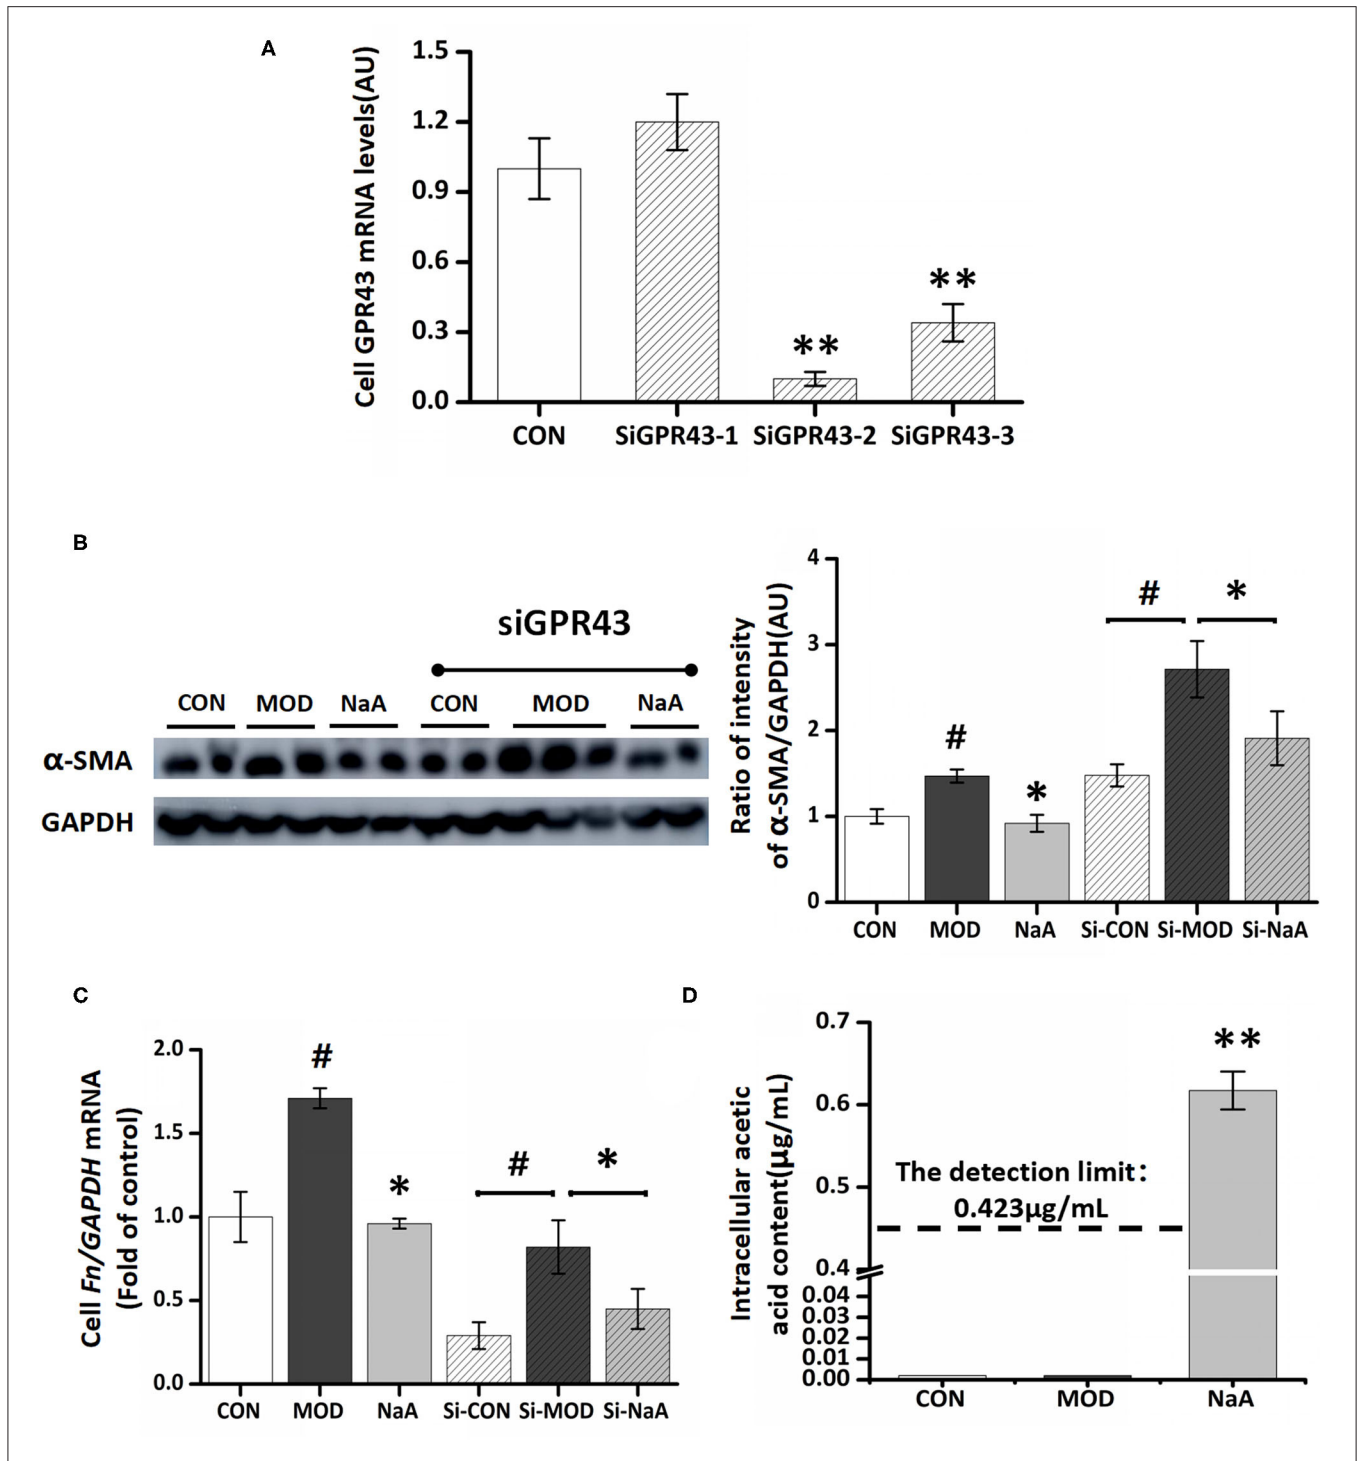 A
Cell GPR43 mRNA levels(AU)
1.5
1.2
0.9
0.6
0.3
0.0
**
**
CON SiGPR43-1 SiGPR43-2 SiGPR43-3
B
siGPR43
CON MOD NaA CON MOD NaA
α-SMA
GAPDH
Ratio of intensity
of α-SMA/GAPDH(AU)
4
3
2
1
0
# *
#
*
CON MOD NaA Si-CON Si-MOD Si-NaA
C
Cell Fn/GAPDH mRNA
(Fold of control)
2.0
1.5
1.0
0.5
0.0
#
*
# *
CON MOD NaA Si-CON Si-MOD Si-NaA
D
Intracellular acetic
acid content(μg/mL)
0.7
0.6
0.5
0.4
0.04
0.03
0.02
0.01
0.00
**
The detection limit:
0.423μg/mL
CON MOD NaA